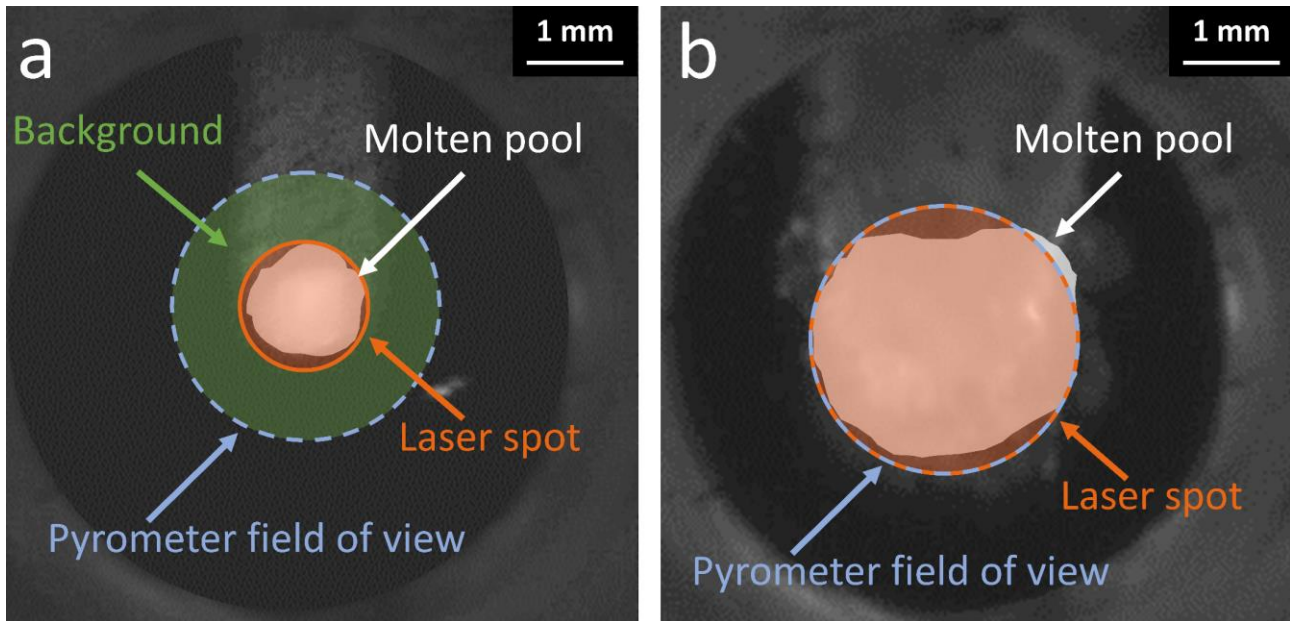 a
1 mm
Background
Molten pool
Laser spot
Pyrometer field of view
b
1 mm
Molten pool
Laser spot
Pyrometer field of view